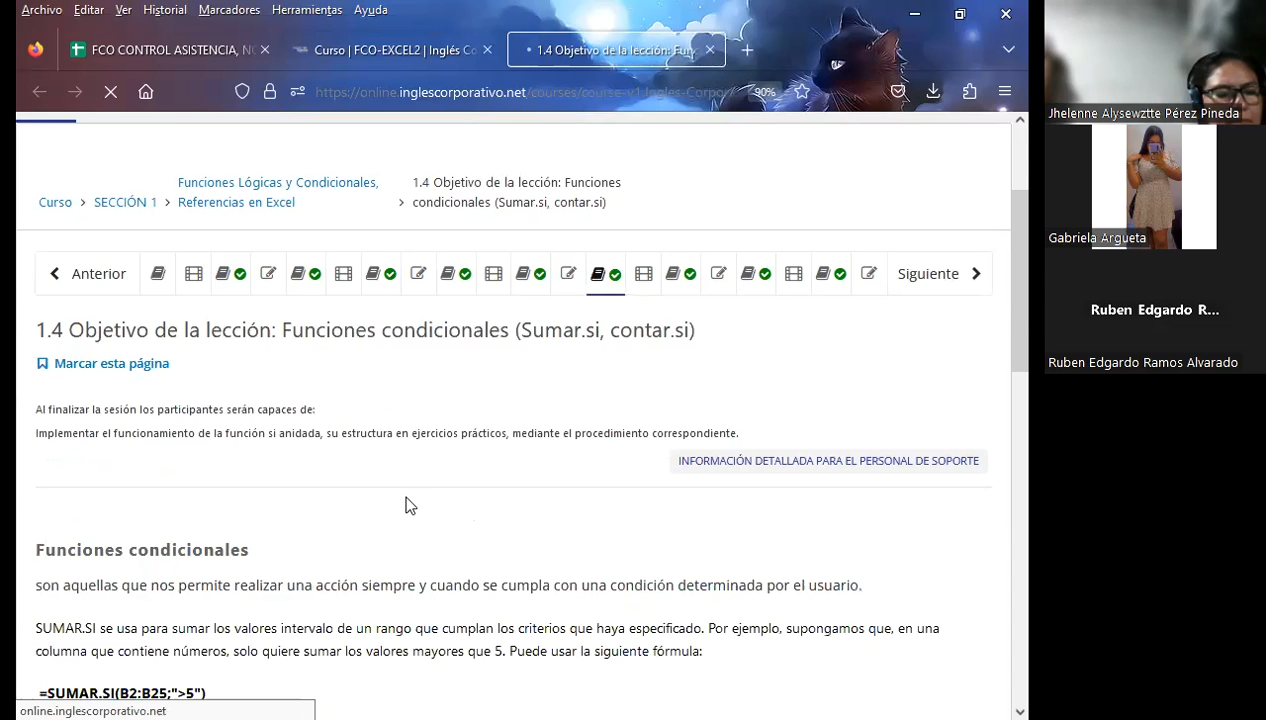 Archivo Editar Ver Historial Marcadores Herramientas Ayuda
FCO CONTROL ASISTENCIA, NO
Curso | FCO-EXCEL2 | Inglés Co
1.4 Objetivo de la lección: Fun
https://online.inglescorporativo.net/courses/course-v1:Ingles-Corpor
90%
Funciones Lógicas y Condicionales,
1.4 Objetivo de la lección: Funciones
Curso
SECCIÓN 1
Referencias en Excel
condicionales (Sumar.si, contar.si)
Anterior
Siguiente
1.4 Objetivo de la lección: Funciones condicionales (Sumar.si, contar.si)
Marcar esta página
Al finalizar la sesión los participantes serán capaces de:
Implementar el funcionamiento de la función si anidada, su estructura en ejercicios prácticos, mediante el procedimiento correspondiente.
INFORMACIÓN DETALLADA PARA EL PERSONAL DE SOPORTE
Funciones condicionales
son aquellas que nos permite realizar una acción siempre y cuando se cumpla con una condición determinada por el usuario.
SUMAR.SI se usa para sumar los valores intervalo de un rango que cumplan los criterios que haya especificado. Por ejemplo, supongamos que, en una
columna que contiene números, solo quiere sumar los valores mayores que 5. Puede usar la siguiente fórmula:
=SUMAR.SI(B2:B25;">5")
online.inglescorporativo.net
Jhelenne Alysewztte Pérez Pineda
Gabriela Argueta
Ruben Edgardo R...
Ruben Edgardo Ramos Alvarado